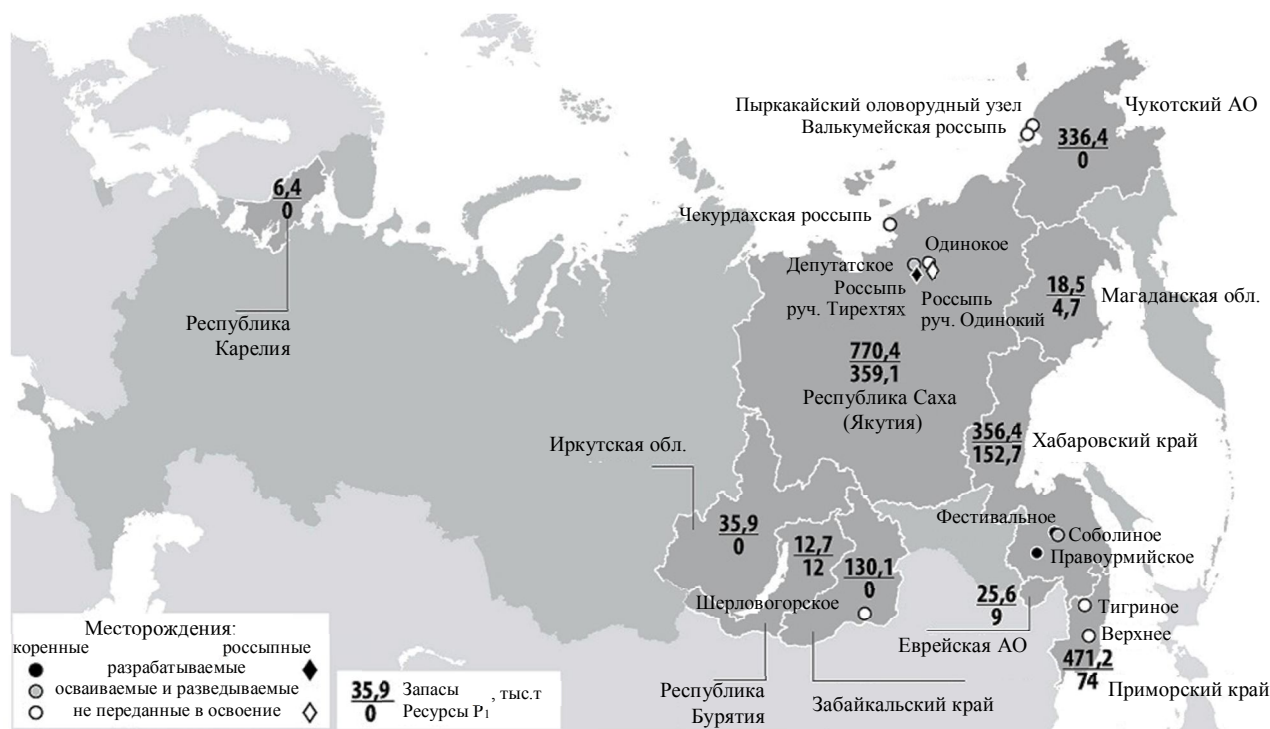 Пыркакайский оловорудный узел
Валькумейская россыпь
Чукотский АО
336,4
0
6,4
0
Чекурдахская россыпь
Одинокое
Депутатское
Россыпь
руч. Тирехтях
Россыпь
руч. Одинокий
18,5
4,7
Магаданская обл.
Республика
Карелия
770,4
359,1
Республика Саха
(Якутия)
356,4
152,7
Хабаровский край
Иркутская обл.
35,9
0
12,7
12
130,1
0
Шерловогорское
Фестивальное
Соболиное
Правоурмийское
25,6
9
Еврейская АО
Тигриное
Верхнее
471,2
74
Приморский край
Республика
Бурятия
Забайкальский край
Месторождения:
коренные россыпные
разрабатываемые
осваиваемые и разведываемые
не переданные в освоение
35,9 Запасы , тыс.т
0 Ресурсы P₁